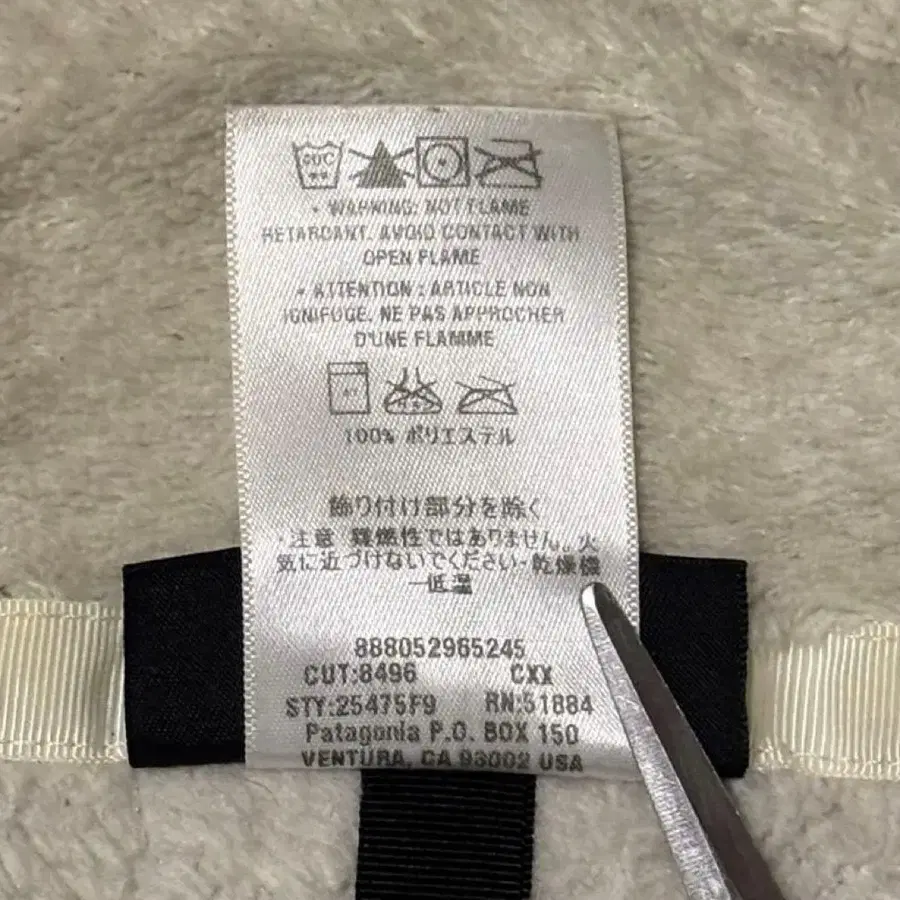 • WARNING: NOT FLAME
RETARDANT. AVOID CONTACT WITH
OPEN FLAME
• ATTENTION : ARTICLE NON
IGNIFUGE. NE PAS APPROCHER
D'UNE FLAMME
100% ポリエステル
飾り付け部分を除く
・注意 難燃性ではありません。火
気に近づけないでください・乾燥機
ー低温
888052965245
CUT:8496 CXX
STY:25475F9 RN:51884
Patagonia P.O. BOX 150
VENTURA, CA 93002 USA